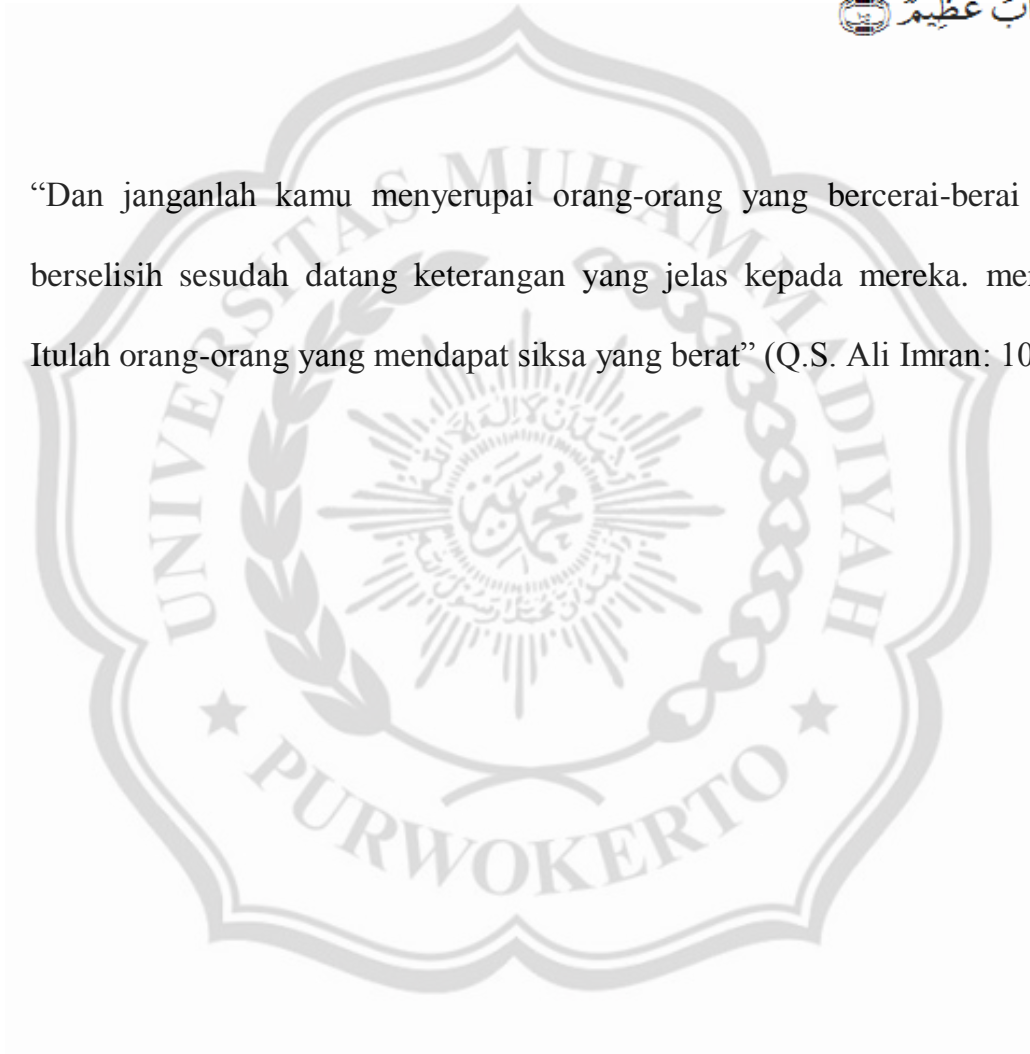 عَظِيمٌ
“Dan janganlah kamu menyerupai orang-orang yang bercerai-berai
berselisih sesudah datang keterangan yang jelas kepada mereka.
Itulah orang-orang yang mendapat siksa yang berat” (Q.S. Ali Imran: 10
UNIVERSITAS MUHAMMADIYAH
PURWOKERTO